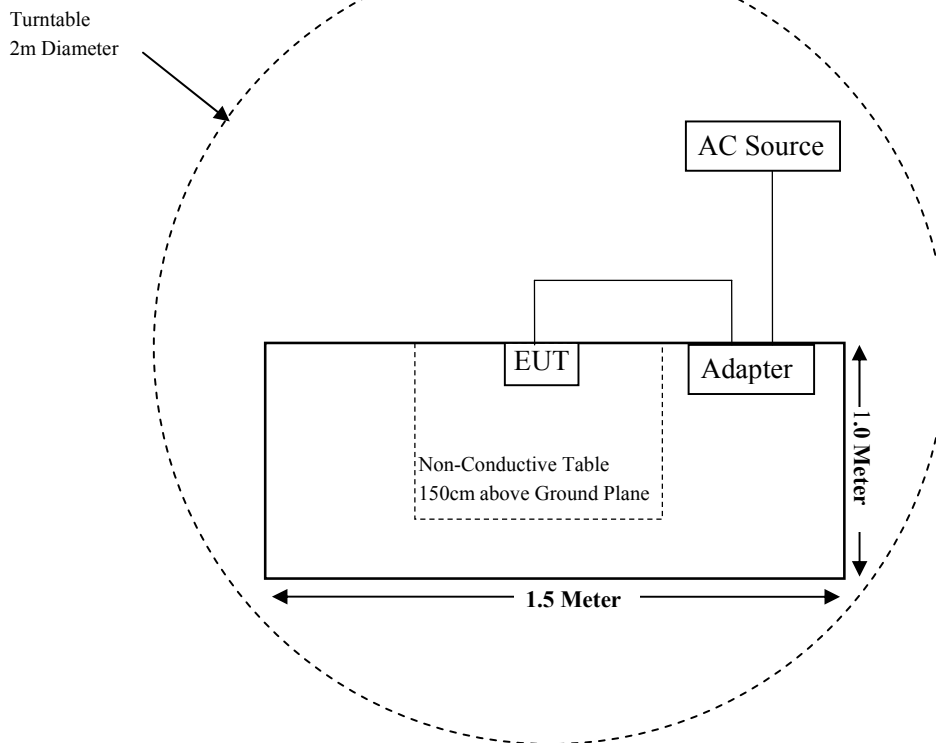 Turntable
2m Diameter
AC Source
EUT
Adapter
Non-Conductive Table
150cm above Ground Plane
1.0 Meter
1.5 Meter